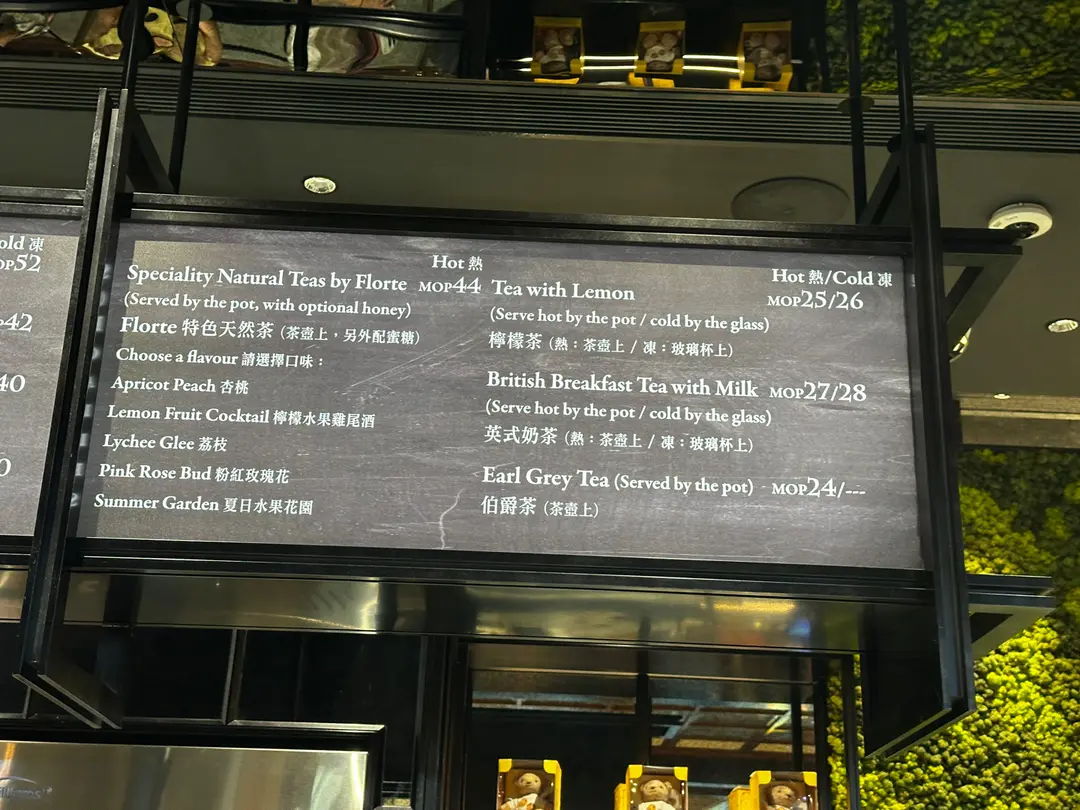 old 凍
OP52
42
40
0
Hot 熱
Speciality Natural Teas by Florte MOP44
(Served by the pot, with optional honey)
Florte 特色天然茶 (茶壺上，另外配蜜糖)
Choose a flavour 請選擇口味：
Apricot Peach 杏桃
Lemon Fruit Cocktail 檸檬水果雞尾酒
Lychee Glee 荔枝
Pink Rose Bud 粉紅玫瑰花
Summer Garden 夏日水果花園
Hot 熱/Cold 凍
Tea with Lemon MOP25/26
(Serve hot by the pot / cold by the glass)
檸檬茶 (熱：茶壺上 / 凍：玻璃杯上)
British Breakfast Tea with Milk MOP27/28
(Serve hot by the pot / cold by the glass)
英式奶茶 (熱：茶壺上 / 凍：玻璃杯上)
Earl Grey Tea (Served by the pot) - MOP24/---
伯爵茶 (茶壺上)